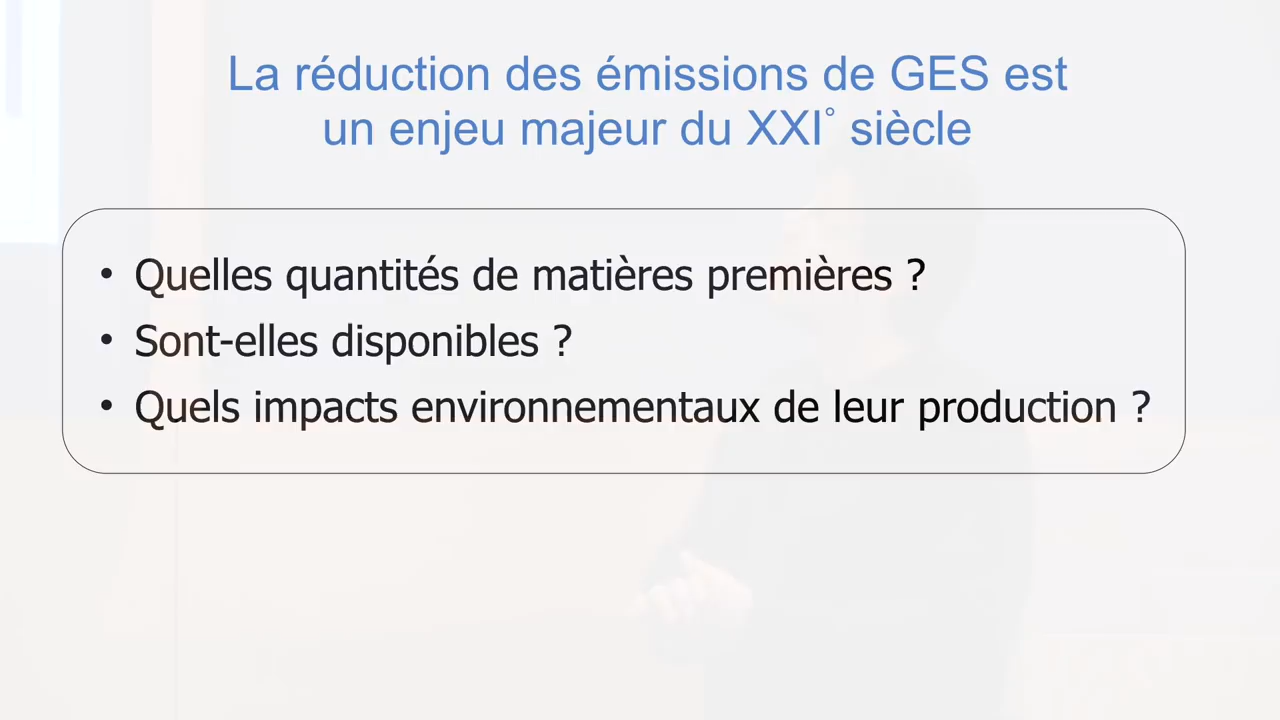 La réduction des émissions de GES est
un enjeu majeur du XXI° siècle
• Quelles quantités de matières premières ?
• Sont-elles disponibles ?
• Quels impacts environnementaux de leur production ?